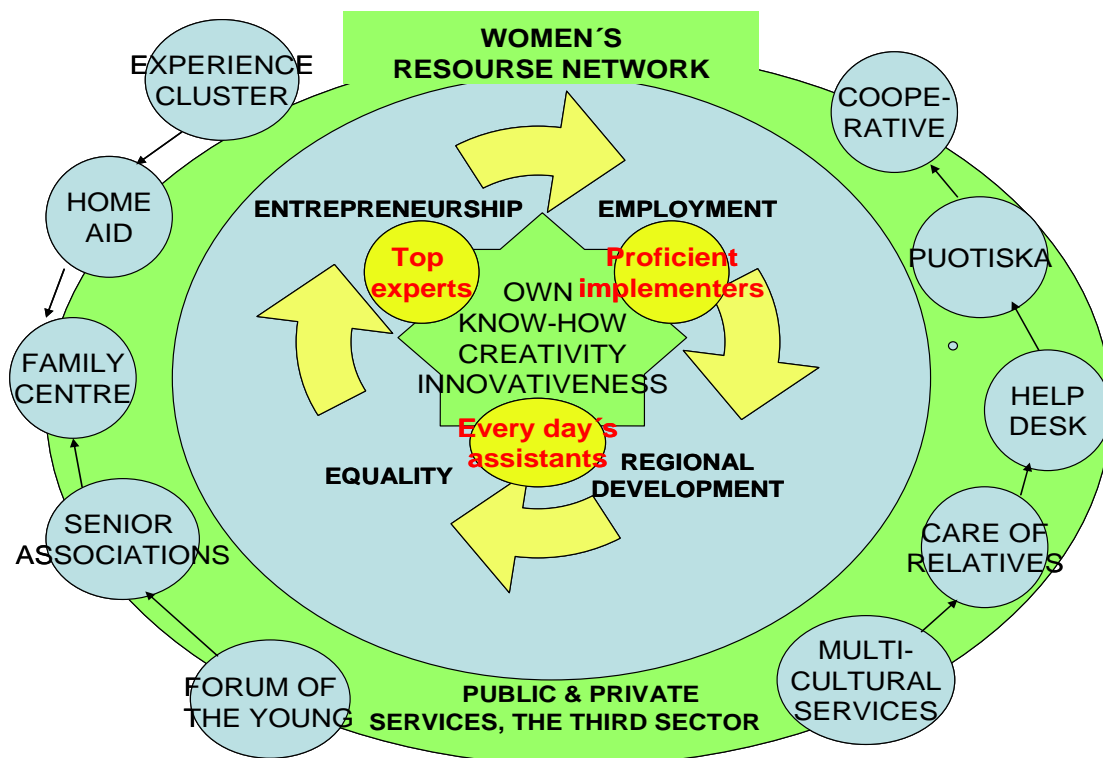 WOMEN´S
RESOURSE NETWORK
EXPERIENCE
CLUSTER
COOPE-
RATIVE
HOME
AID
ENTREPRENEURSHIP
EMPLOYMENT
PUOTISKA
Top
experts
Proficient
implementers
OWN
KNOW-HOW
CREATIVITY
INNOVATIVENESS
FAMILY
CENTRE
HELP
DESK
Every day´s
assistants
EQUALITY
REGIONAL
DEVELOPMENT
SENIOR
ASSOCIATIONS
CARE OF
RELATIVES
FORUM OF
THE YOUNG
PUBLIC & PRIVATE
SERVICES, THE THIRD SECTOR
MULTI-
CULTURAL
SERVICES